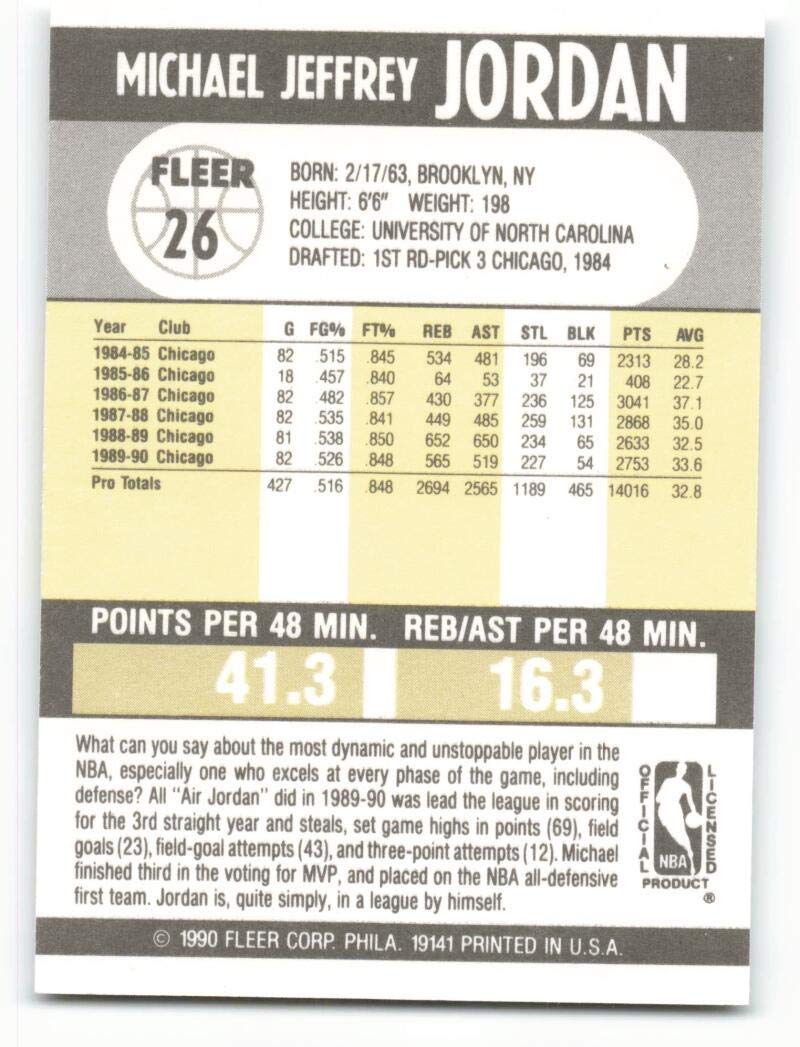 MICHAEL JEFFREY JORDAN
FLEER
26
BORN: 2/17/63, BROOKLYN, NY
HEIGHT: 6'6" WEIGHT: 198
COLLEGE: UNIVERSITY OF NORTH CAROLINA
DRAFTED: 1ST RD-PICK 3 CHICAGO, 1984
Year Club G FG% FT% REB AST STL BLK PTS AVG
1984-85 Chicago 82 .515 .845 534 481 196 69 2313 28.2
1985-86 Chicago 18 .457 .840 64 53 37 21 408 22.7
1986-87 Chicago 82 .482 .857 430 377 236 125 3041 37.1
1987-88 Chicago 82 .535 .841 449 485 259 131 2868 35.0
1988-89 Chicago 81 .538 .850 652 650 234 65 2633 32.5
1989-90 Chicago 82 .526 .848 565 519 227 54 2753 33.6
Pro Totals 427 .516 .848 2694 2565 1189 465 14016 32.8
POINTS PER 48 MIN. REB/AST PER 48 MIN.
41.3 16.3
What can you say about the most dynamic and unstoppable player in the
NBA, especially one who excels at every phase of the game, including
defense? All "Air Jordan" did in 1989-90 was lead the league in scoring
for the 3rd straight year and steals, set game highs in points (69), field
goals (23), field-goal attempts (43), and three-point attempts (12). Michael
finished third in the voting for MVP, and placed on the NBA all-defensive
first team. Jordan is, quite simply, in a league by himself.
OFFICIAL
LICENSED
NBA
PRODUCT
®
© 1990 FLEER CORP. PHILA. 19141 PRINTED IN U.S.A.